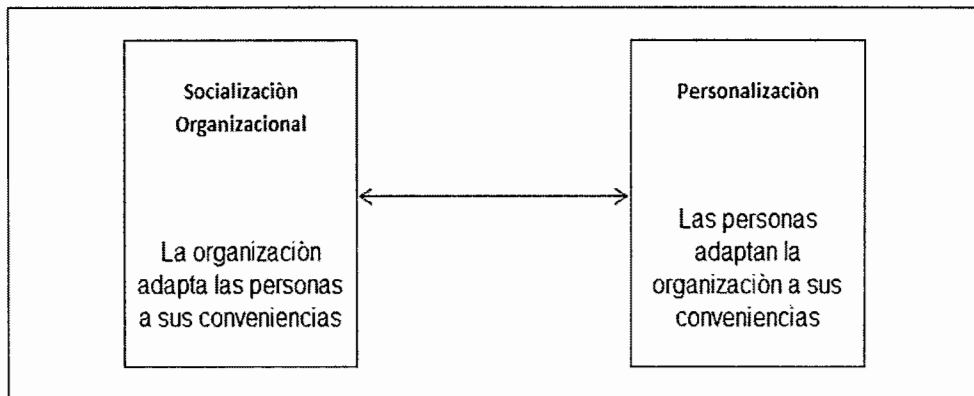 Socializaciòn
Organizacional
La organizaciòn
adapta las personas
a sus conveniencias
Personalizaciòn
Las personas
adaptan la
organizaciòn a sus
conveniencias